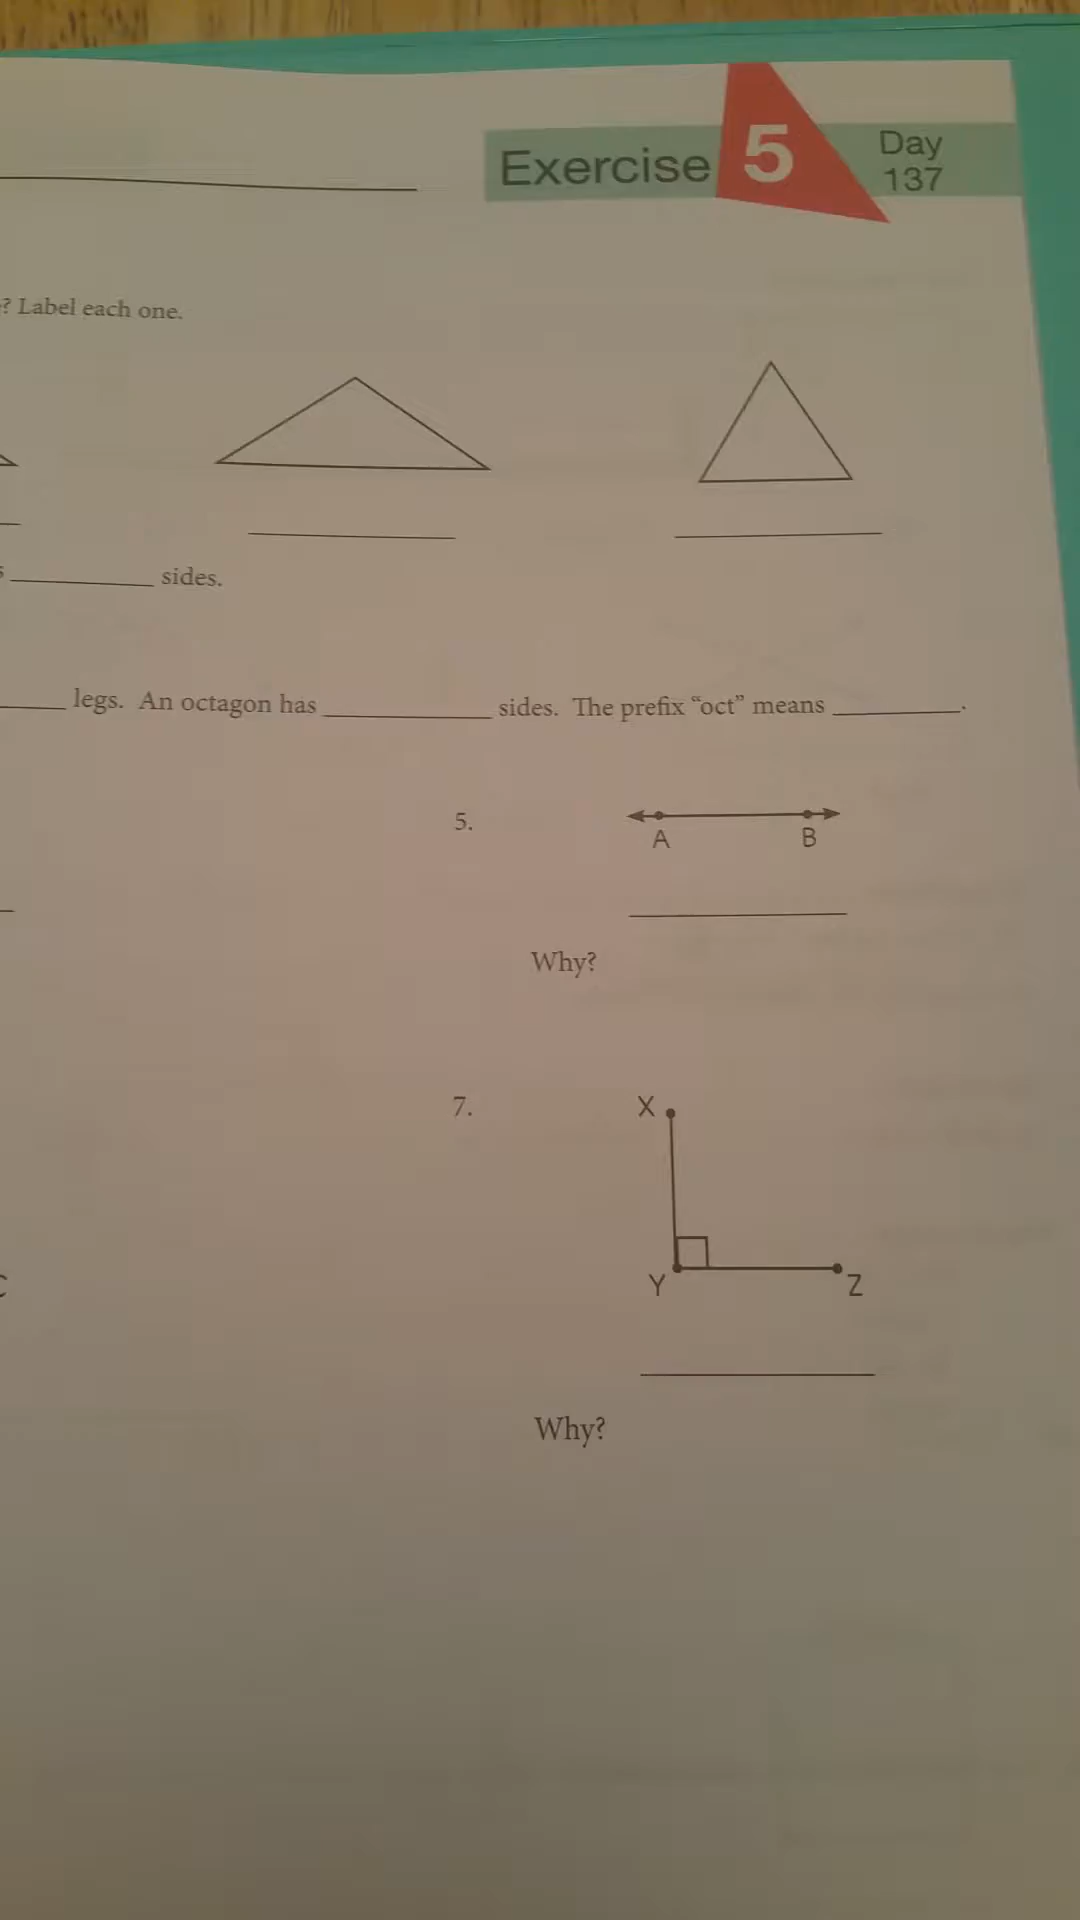 Exercise 5 Day 137
? Label each one.
sides.
legs. An octagon has sides. The prefix “oct” means .
5.
A B
Why?
7.
X
Y Z
Why?